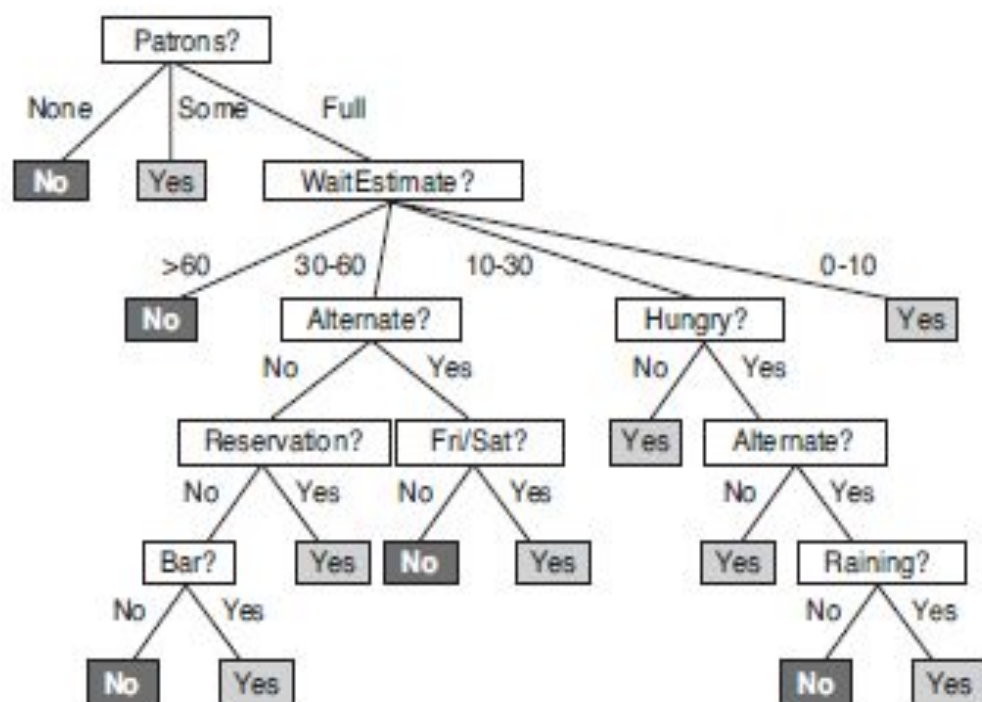 Patrons?
None Some Full
No Yes WaitEstimate?
>60 30-60 10-30 0-10
No Alternate? Hungry? Yes
No Yes No Yes
Reservation? Fri/Sat? Yes Alternate?
No Yes No Yes No Yes
Bar? Yes No Yes Yes Raining?
No Yes No Yes
No Yes No Yes